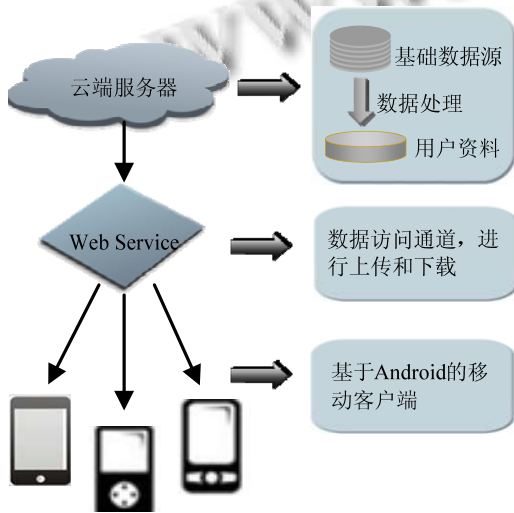 云端服务器
基础数据源
数据处理
用户资料
Web Service
数据访问通道，进
行上传和下载
基于Android的移
动客户端